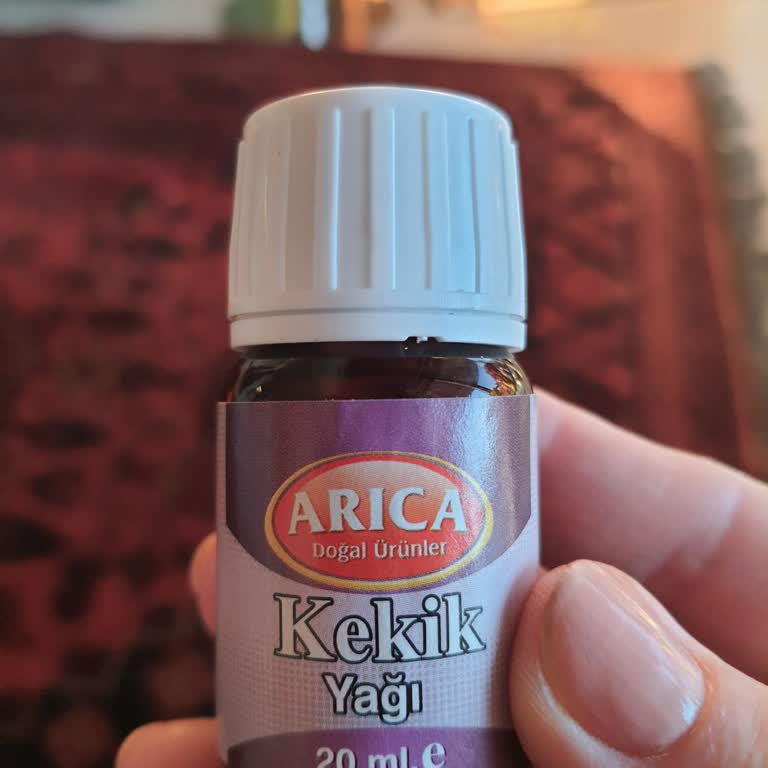 ARICA
Doğal Ürünler
Kekik
Yağı
20 ml.e